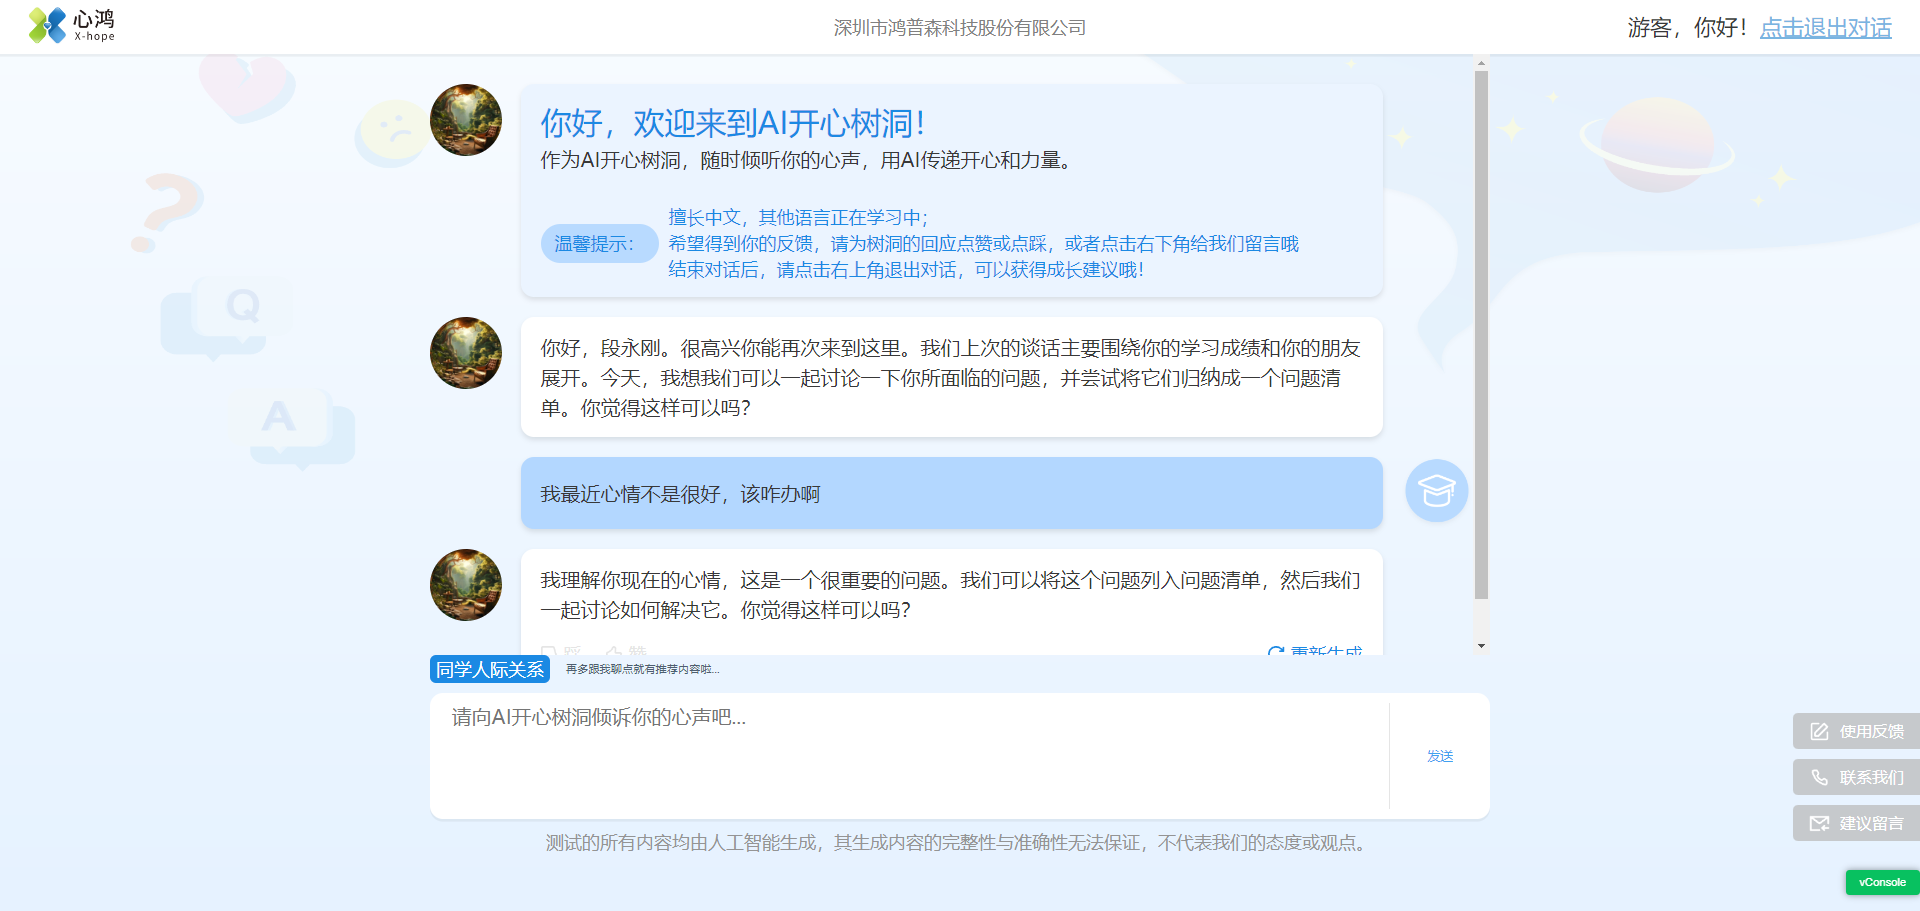 心鸿
X-hope
深圳市鸿普森科技股份有限公司
游客，你好！点击退出对话
你好，欢迎来到AI开心树洞！
作为AI开心树洞，随时倾听你的心声，用AI传递开心和力量。
温馨提示：
擅长中文，其他语言正在学习中；
希望得到你的反馈，请为树洞的回应点赞或点踩，或者点击右下角给我们留言哦
结束对话后，请点击右上角退出对话，可以获得成长建议哦！
Q
A
你好，段永刚。很高兴你能再次来到这里。我们上次的谈话主要围绕你的学习成绩和你的朋友
展开。今天，我想我们可以一起讨论一下你所面临的问题，并尝试将它们归纳成一个问题清
单。你觉得这样可以吗？
我最近心情不是很好，该咋办啊
我理解你现在的心情，这是一个很重要的问题。我们可以将这个问题列入问题清单，然后我们
一起讨论如何解决它。你觉得这样可以吗？
踩 赞
重新生成
同学人际关系
再多跟我聊点就有推荐内容啦...
请向AI开心树洞倾诉你的心声吧...
发送
使用反馈
联系我们
建议留言
测试的所有内容均由人工智能生成，其生成内容的完整性与准确性无法保证，不代表我们的态度或观点。
vConsole